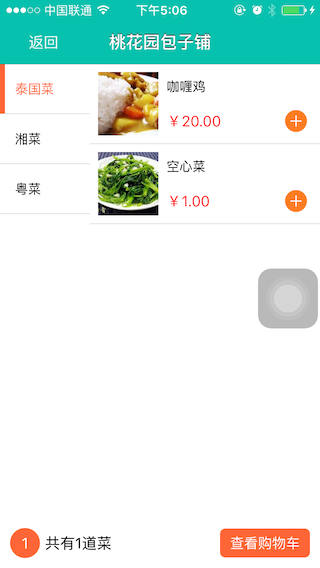 中国联通 下午5:06
返回 桃花园包子铺
泰国菜
湘菜
粤菜
咖喱鸡
￥20.00
空心菜
￥1.00
1 共有1道菜 查看购物车